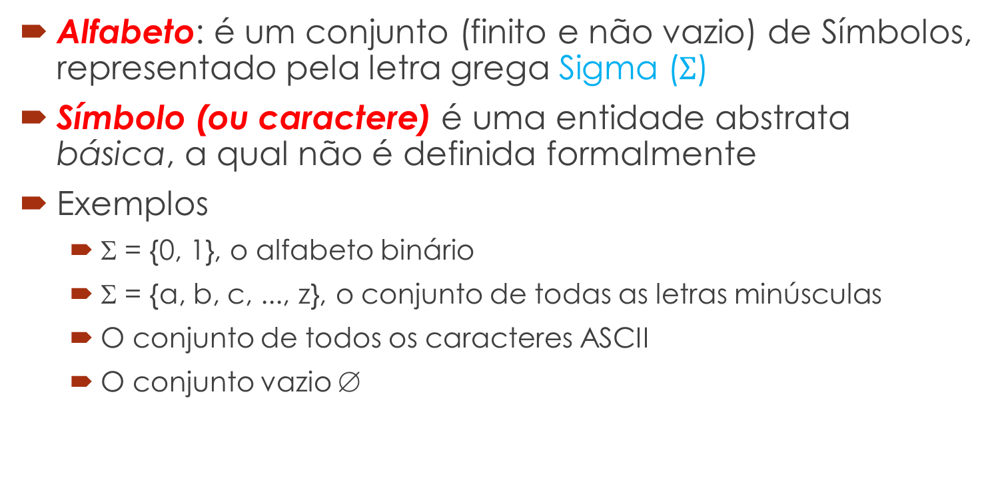 Alfabeto: é um conjunto (finito e não vazio) de Símbolos,
representado pela letra grega Sigma (Σ)
Símbolo (ou caractere) é uma entidade abstrata
básica, a qual não é definida formalmente
Exemplos
Σ = {0, 1}, o alfabeto binário
Σ = {a, b, c, ..., z}, o conjunto de todas as letras minúsculas
O conjunto de todos os caracteres ASCII
O conjunto vazio ∅